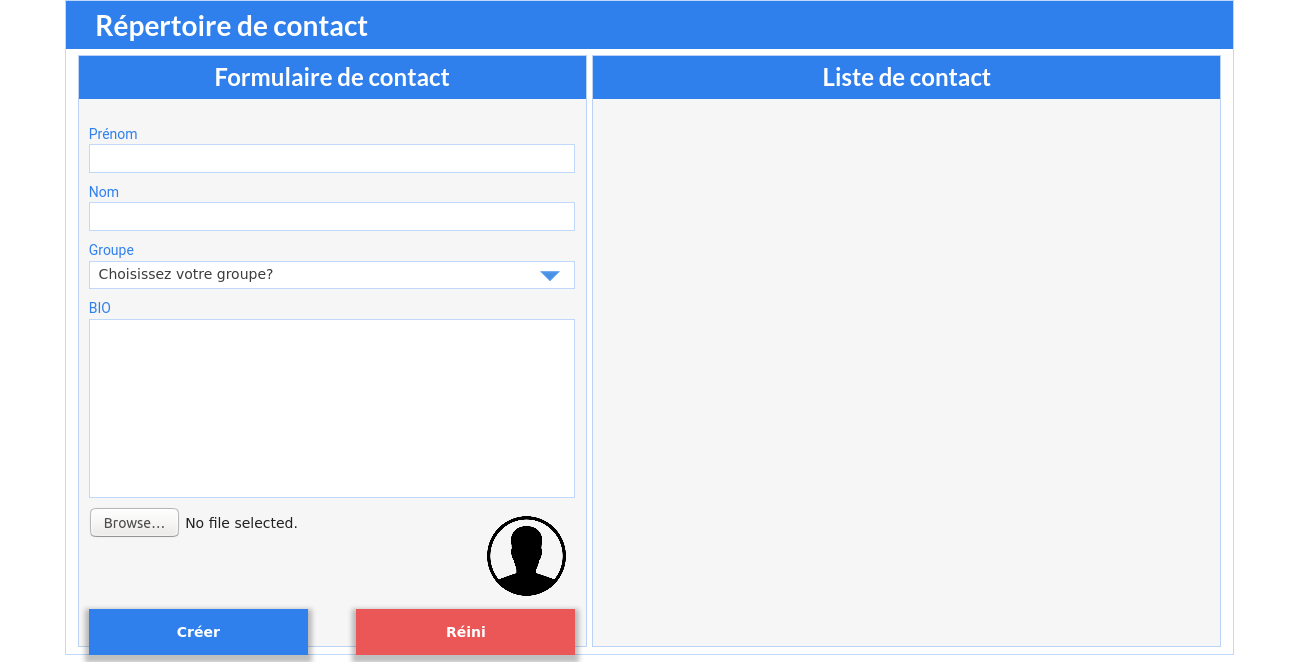 Répertoire de contact
Formulaire de contact
Liste de contact
Prénom
Nom
Groupe
Choisissez votre groupe?
BIO
Browse... No file selected.
Créer
Réini